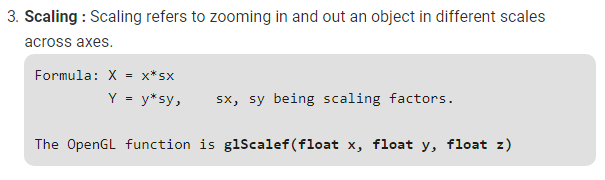 3. Scaling : Scaling refers to zooming in and out an object in different scales
across axes.
Formula: X = x*sx
Y = y*sy, sx, sy being scaling factors.
The OpenGL function is glScalef(float x, float y, float z)